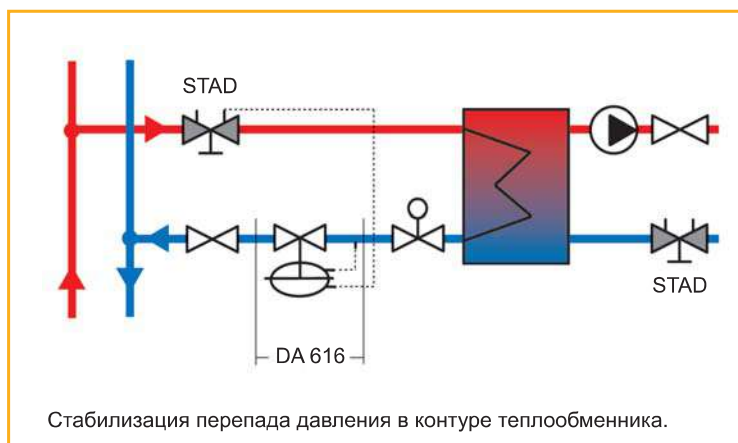 STAD
STAD
DA 616
Стабилизация перепада давления в контуре теплообменника.